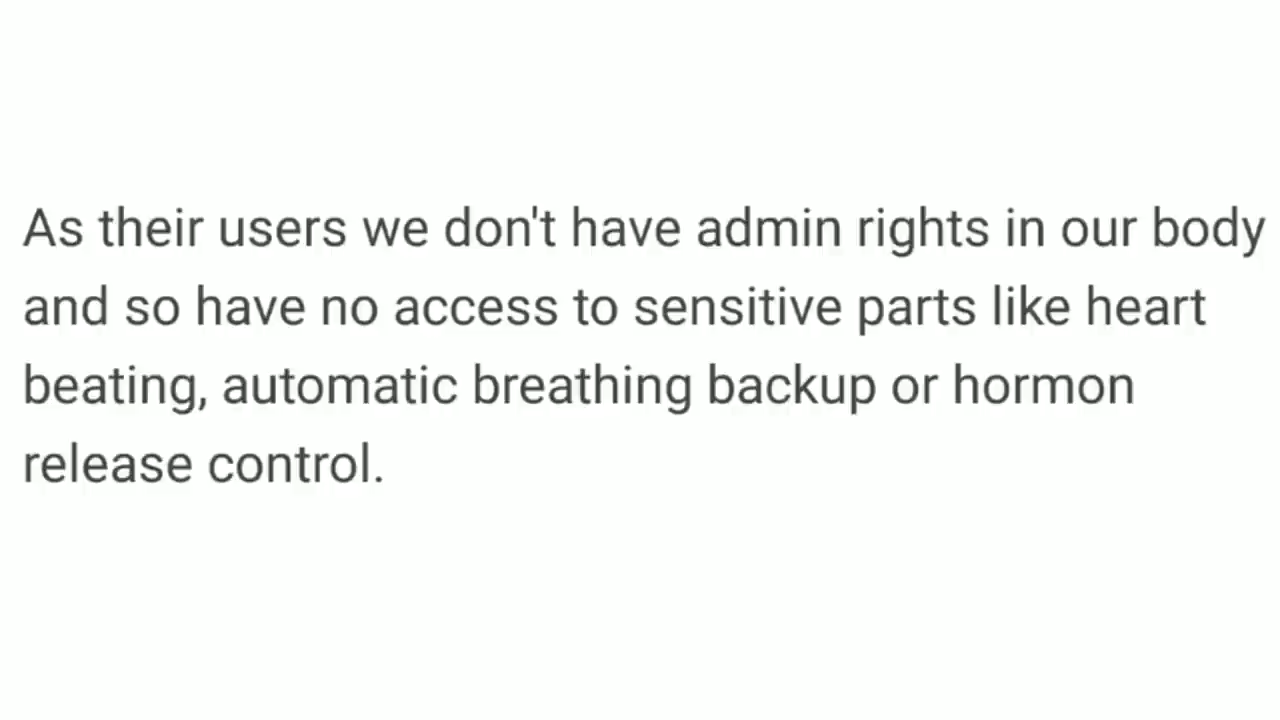 As their users we don't have admin rights in our body
and so have no access to sensitive parts like heart
beating, automatic breathing backup or hormon
release control.